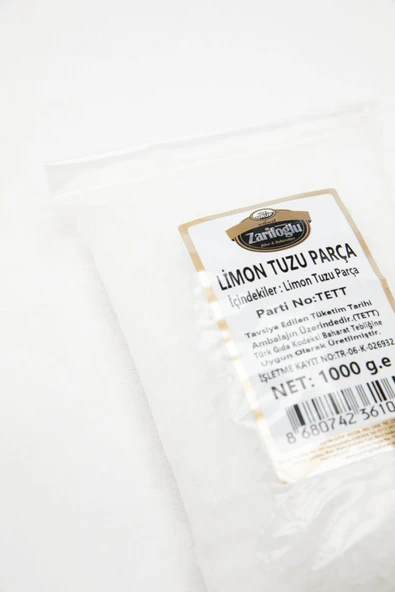 Zarifoğlu
LİMON TUZU PARÇA
İçindekiler : Limon Tuzu Parça
Parti No:TETT
Tavsiye Edilen Tüketim Tarihi
Ambalajın Üzerindedir.(TETT)
Türk Gıda Kodeksi Baharat Tebliğine
Uygun Olarak Üretilmiştir.
İŞLETME KAYIT NO:TR-06-K-026932
NET: 1000 g.e
8 680742 3610